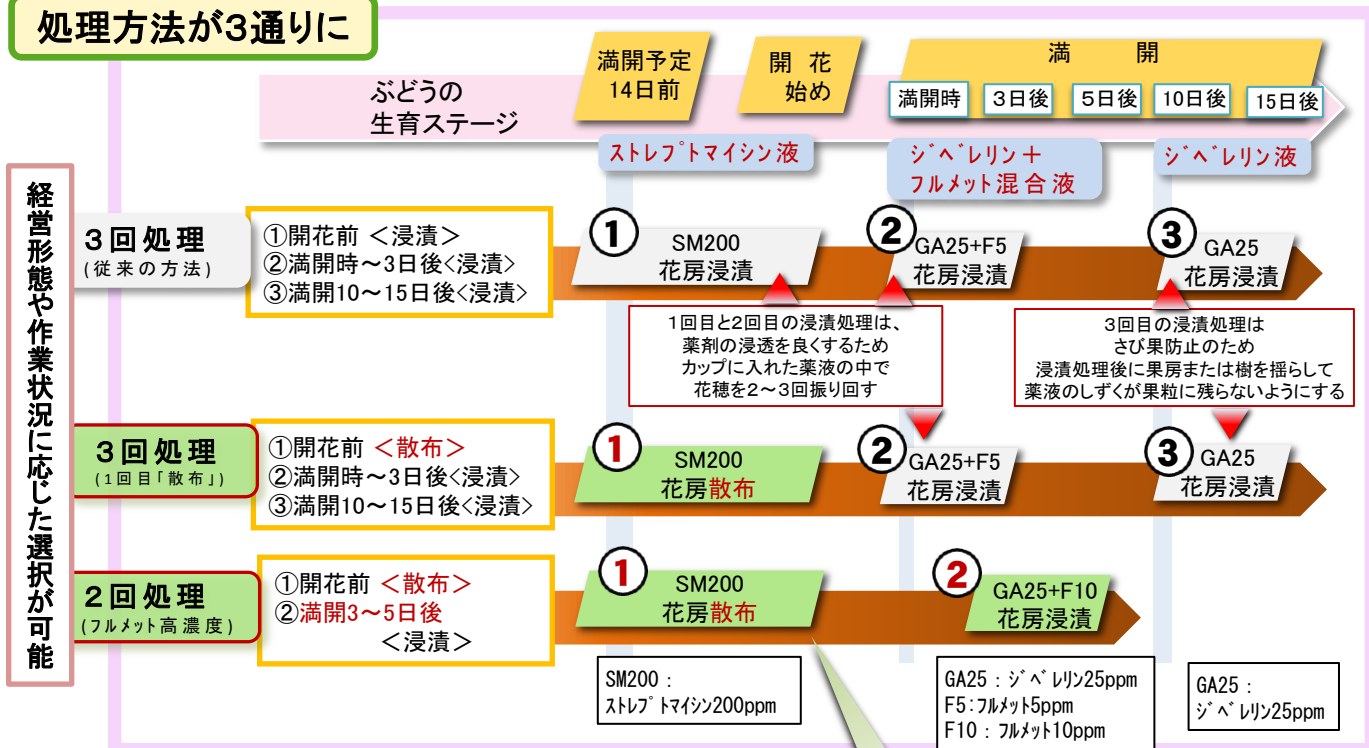 処理方法が3通りに
満開予定
14日前
開 花
始め
満 開
満開時
3日後
5日後
10日後
15日後
ぶどうの
生育ステージ
ストレプトマイシン液
ジベレリン＋
フルメット混合液
ジベレリン液
経営形態や作業状況に応じた選択が可能
3回処理
(従来の方法)
①開花前 ＜浸漬＞
②満開時～3日後<浸漬>
③満開10～15日後<浸漬>
①
SM200
花房浸漬
②
GA25+F5
花房浸漬
③
GA25
花房浸漬
1回目と2回目の浸漬処理は、
薬剤の浸透を良くするため
カップに入れた薬液の中で
花穂を2～3回振り回す
3回目の浸漬処理は
さび果防止のため
浸漬処理後に果房または樹を揺らして
薬液のしずくが果粒に残らないようにする
3回処理
(1回目「散布」)
①開花前 ＜散布＞
②満開時～3日後<浸漬>
③満開10～15日後<浸漬>
①
SM200
花房散布
②
GA25+F5
花房浸漬
③
GA25
花房浸漬
2回処理
(フルメット高濃度)
①開花前 ＜散布＞
②満開3～5日後
＜浸漬＞
①
SM200
花房散布
②
GA25+F10
花房浸漬
SM200：
ストレプトマイシン200ppm
GA25：ジベレリン25ppm
F5：フルメット5ppm
F10：フルメット10ppm
GA25：
ジベレリン25ppm